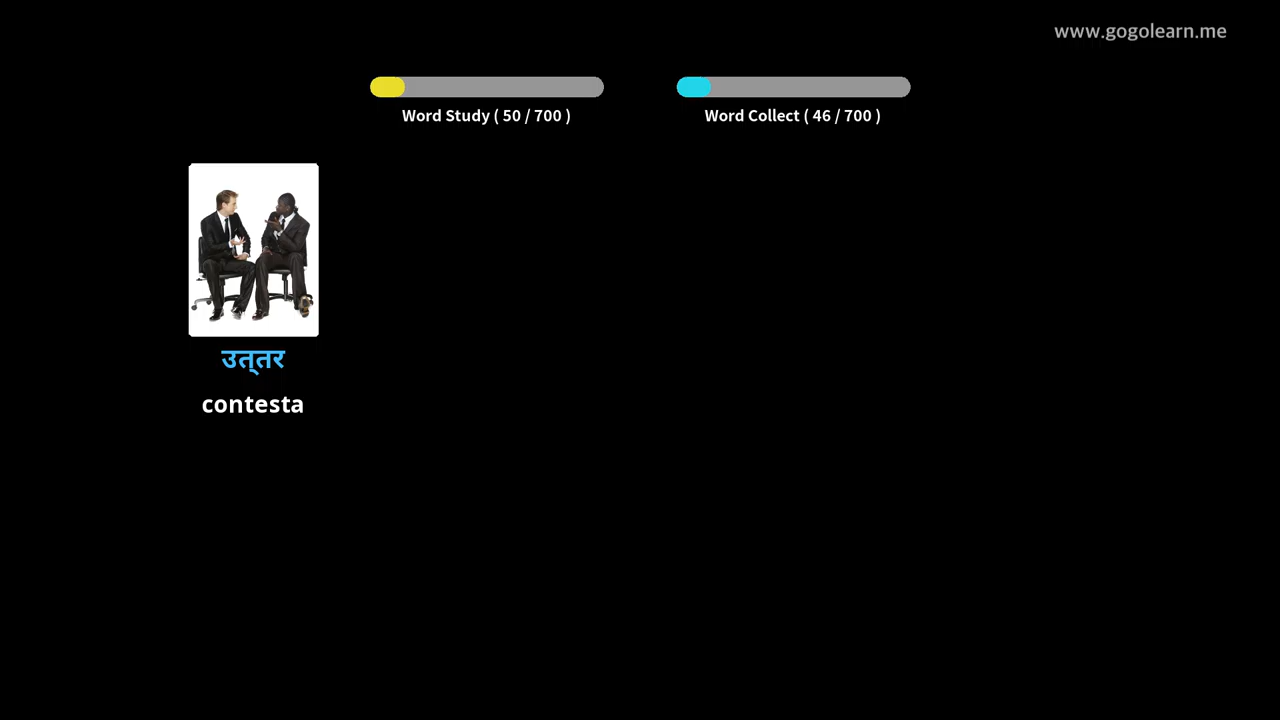 www.gogolearn.me
Word Study ( 50 / 700 )
Word Collect ( 46 / 700 )
उत्‌तर
contesta